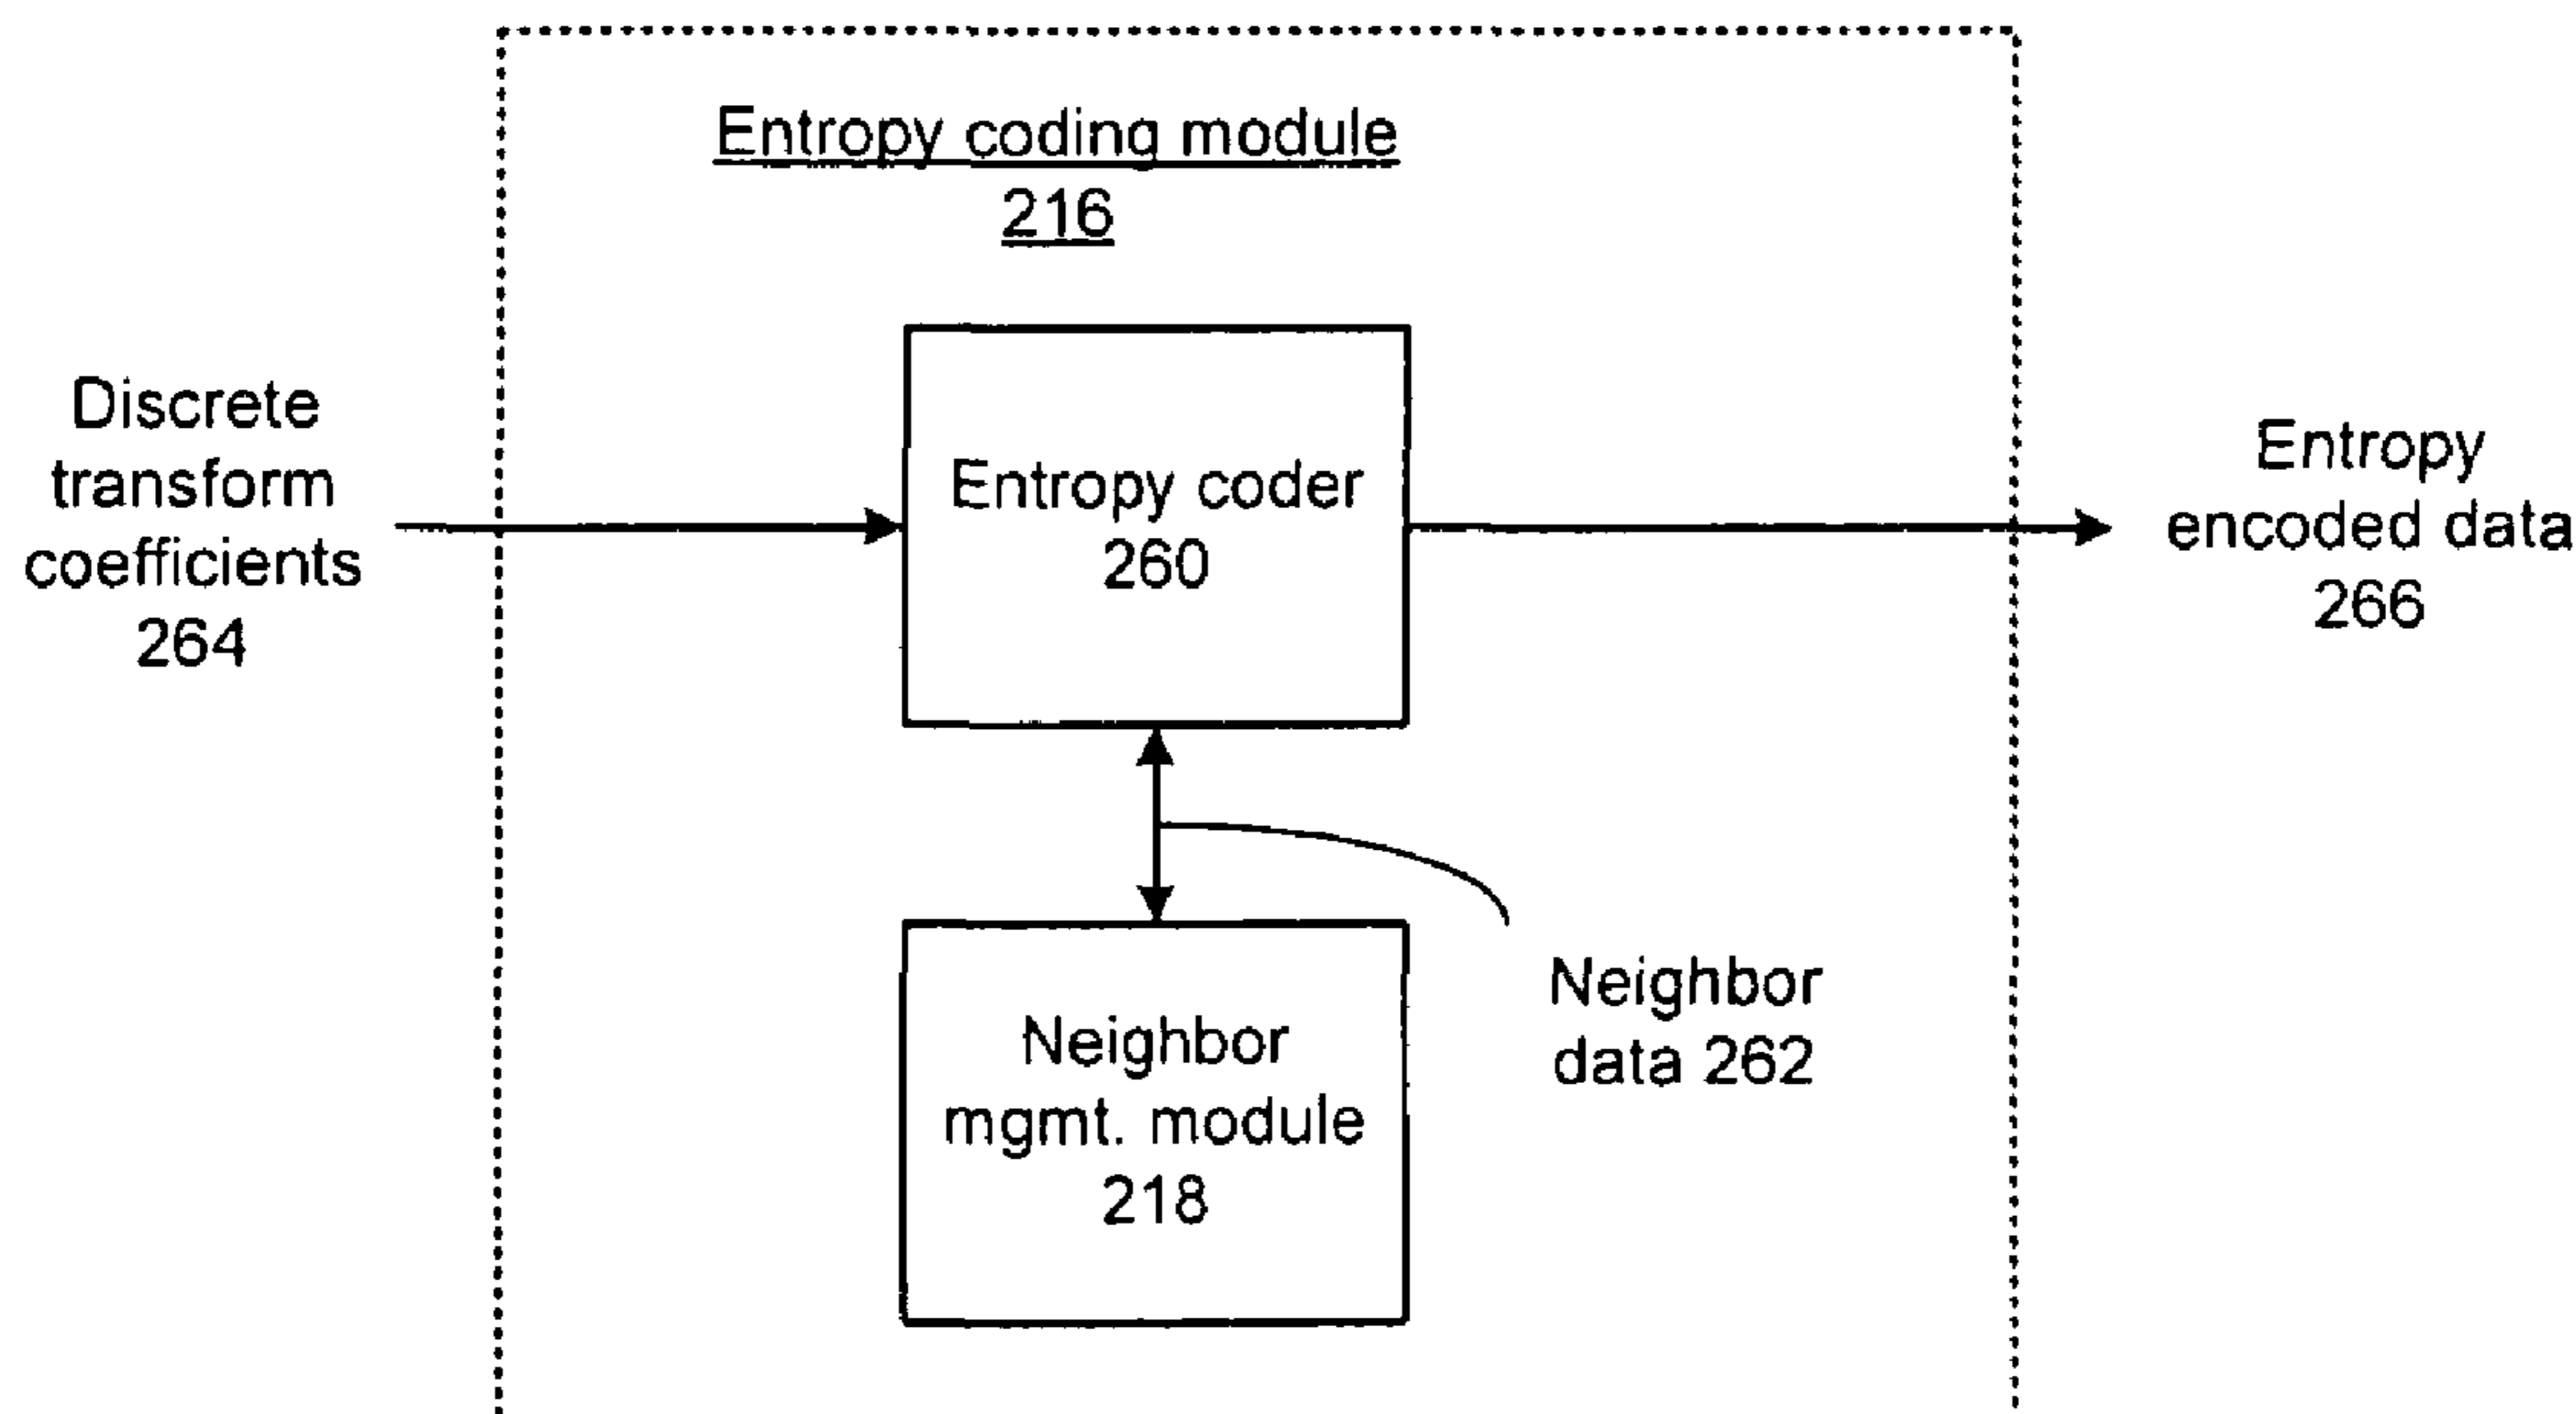 Entropy coding module
216
Discrete
transform
coefficients
264
Entropy coder
260
Entropy
encoded data
266
Neighbor
mgmt. module
218
Neighbor
data 262